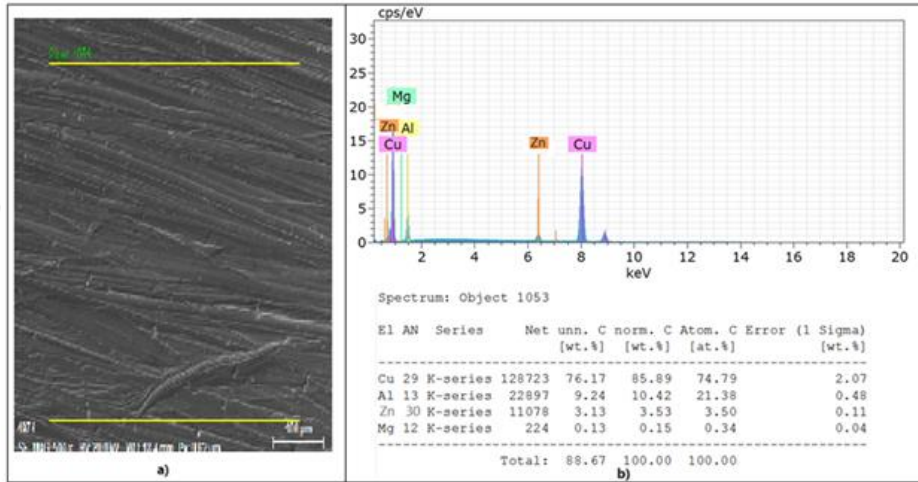 a)
cps/eV
30
25
20
15
10
5
0
Mg
Zn Al
Cu
Zn Cu
2 4 6 8 10 12 14 16 18 20
keV
Spectrum: Object 1053
El AN Series Net unn. C norm. C Atom. C Error (1 Sigma)
[wt.%] [wt.%] [at.%] [wt.%]
Cu 29 K-series 128723 76.17 85.89 74.79 2.07
Al 13 K-series 22897 9.24 10.42 21.38 0.48
Zn 30 K-series 11078 3.13 3.53 3.50 0.11
Mg 12 K-series 224 0.13 0.15 0.34 0.04
Total: 88.67 100.00 100.00
b)